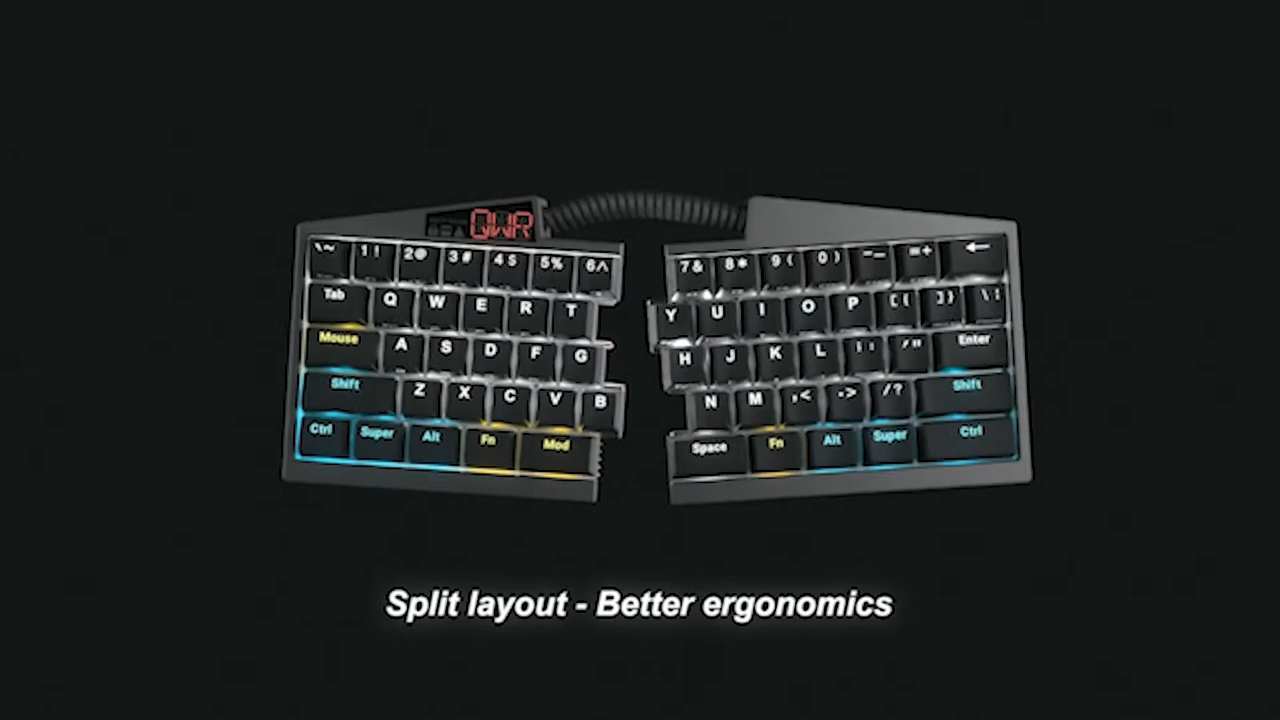 QWR
\~ 1! 2@ 3# 4$ 5% 6^ 7& 8* 9( 0) -_ =+ ←
Tab Q W E R T Y U I O P [{ ]} \|
Mouse A S D F G H J K L ;: '" Enter
Shift Z X C V B N M ,< .> /? Shift
Ctrl Super Alt Fn Mod Space Fn Alt Super Ctrl
Split layout - Better ergonomics